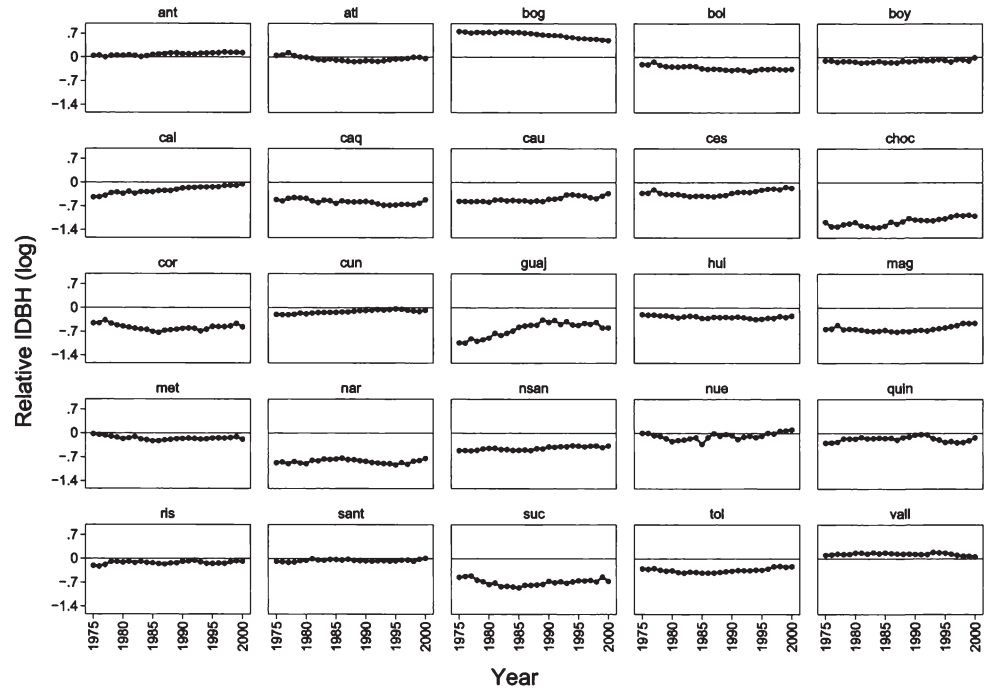 ant atl bog bol boy
.7
0
-.7
-1.4
cal caq cau ces choc
.7
0
-.7
-1.4
cor cun guaj hui mag
.7
0
-.7
-1.4
met nar nsan nue quin
.7
0
-.7
-1.4
ris sant suc tol vall
.7
0
-.7
-1.4
1975 1980 1985 1990 1995 2000 1975 1980 1985 1990 1995 2000 1975 1980 1985 1990 1995 2000 1975 1980 1985 1990 1995 2000 1975 1980 1985 1990 1995 2000
Relative IDBH (log)
Year